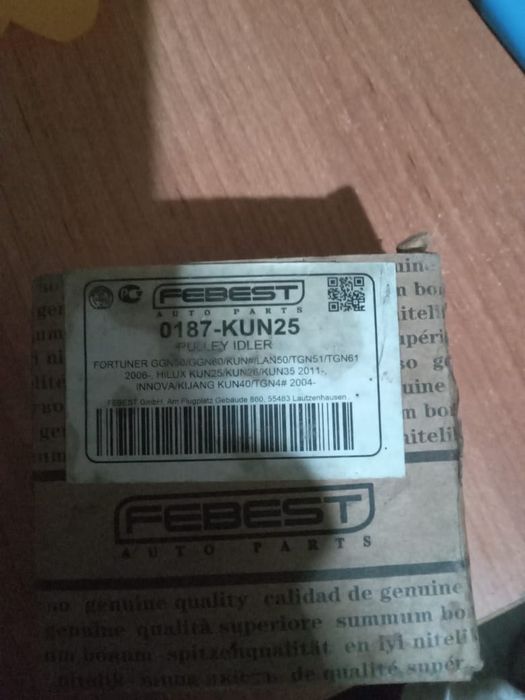 FEBEST
AUTO PARTS
0187-KUN25
PULLEY IDLER
FORTUNER GGN50/GGN60/KUN#/LAN50/TGN51/TGN61
2006-, HILUX KUN25/KUN26/KUN35 2011-,
INNOVA/KIJANG KUN40/TGN4# 2004-
FEBEST GmbH, Am Flugplatz Gebäude 860, 55483 Lautzenhausen
FEBEST
AUTO PARTS
genuine quality calidad de genuine
genuine qualità superiore summum bo
bonum spitzenqualität en iyi niteli
nitelik de qualité supér